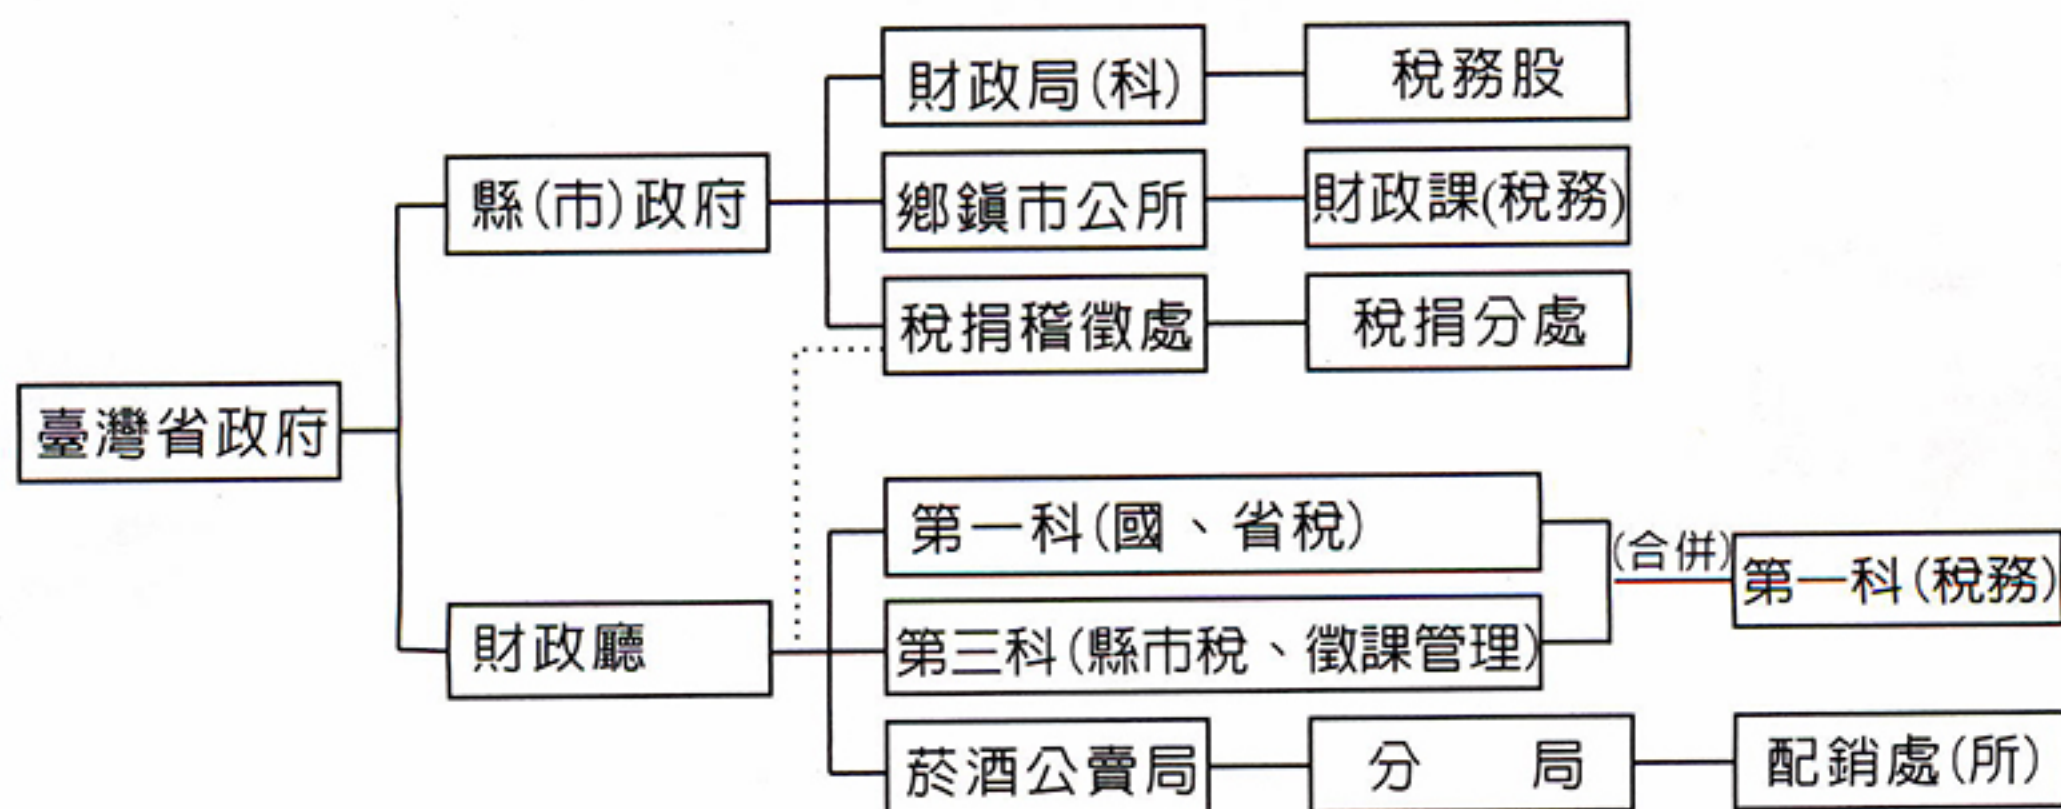 財政局(科)
稅務股
縣(市)政府
鄉鎮市公所
財政課(稅務)
稅捐稽徵處
稅捐分處
臺灣省政府
第一科(國、省稅)
(合併)
第一科(稅務)
財政廳
第三科(縣市稅、徵課管理)
菸酒公賣局
分 局
配銷處(所)